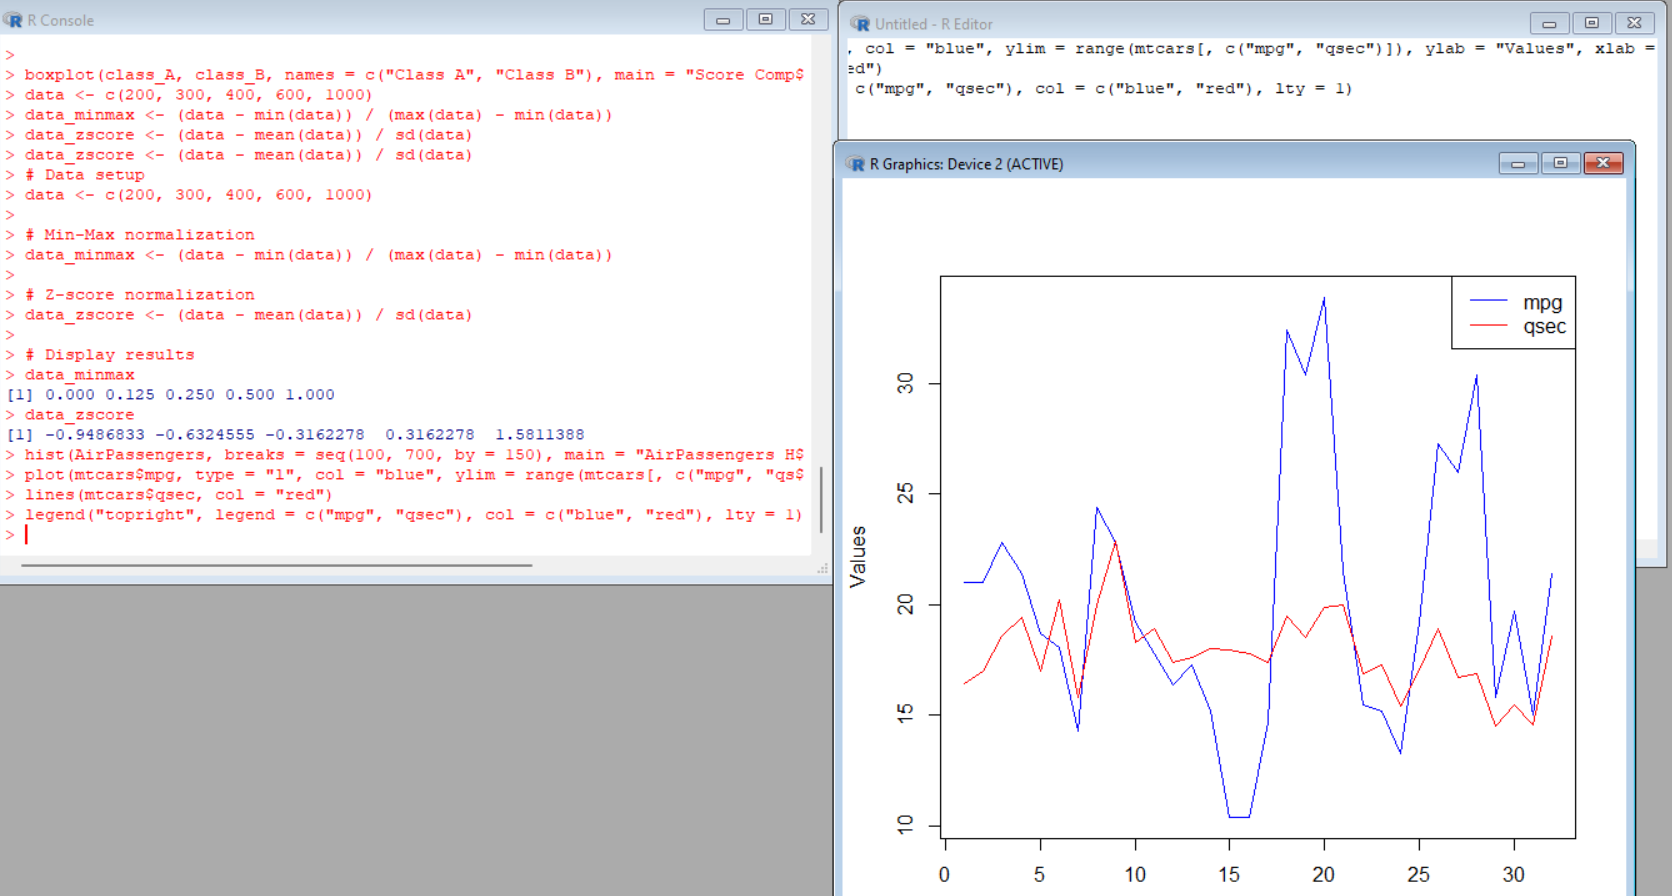 R Console
>
> boxplot(class_A, class_B, names = c("Class A", "Class B"), main = "Score Comp$
> data <- c(200, 300, 400, 600, 1000)
> data_minmax <- (data - min(data)) / (max(data) - min(data))
> data_zscore <- (data - mean(data)) / sd(data)
> data_zscore <- (data - mean(data)) / sd(data)
> # Data setup
> data <- c(200, 300, 400, 600, 1000)
>
> # Min-Max normalization
> data_minmax <- (data - min(data)) / (max(data) - min(data))
>
> # Z-score normalization
> data_zscore <- (data - mean(data)) / sd(data)
>
> # Display results
> data_minmax
[1] 0.000 0.125 0.250 0.500 1.000
> data_zscore
[1] -0.9486833 -0.6324555 -0.3162278  0.3162278  1.5811388
> hist(AirPassengers, breaks = seq(100, 700, by = 150), main = "AirPassengers H$
> plot(mtcars$mpg, type = "l", col = "blue", ylim = range(mtcars[, c("mpg", "qs$
> lines(mtcars$qsec, col = "red")
> legend("topright", legend = c("mpg", "qsec"), col = c("blue", "red"), lty = 1)
>
Untitled - R Editor
, col = "blue", ylim = range(mtcars[, c("mpg", "qsec")]), ylab = "Values", xlab =
ed")
c("mpg", "qsec"), col = c("blue", "red"), lty = 1)
R Graphics: Device 2 (ACTIVE)
mpg
qsec
Values
30
25
20
15
10
0 5 10 15 20 25 30